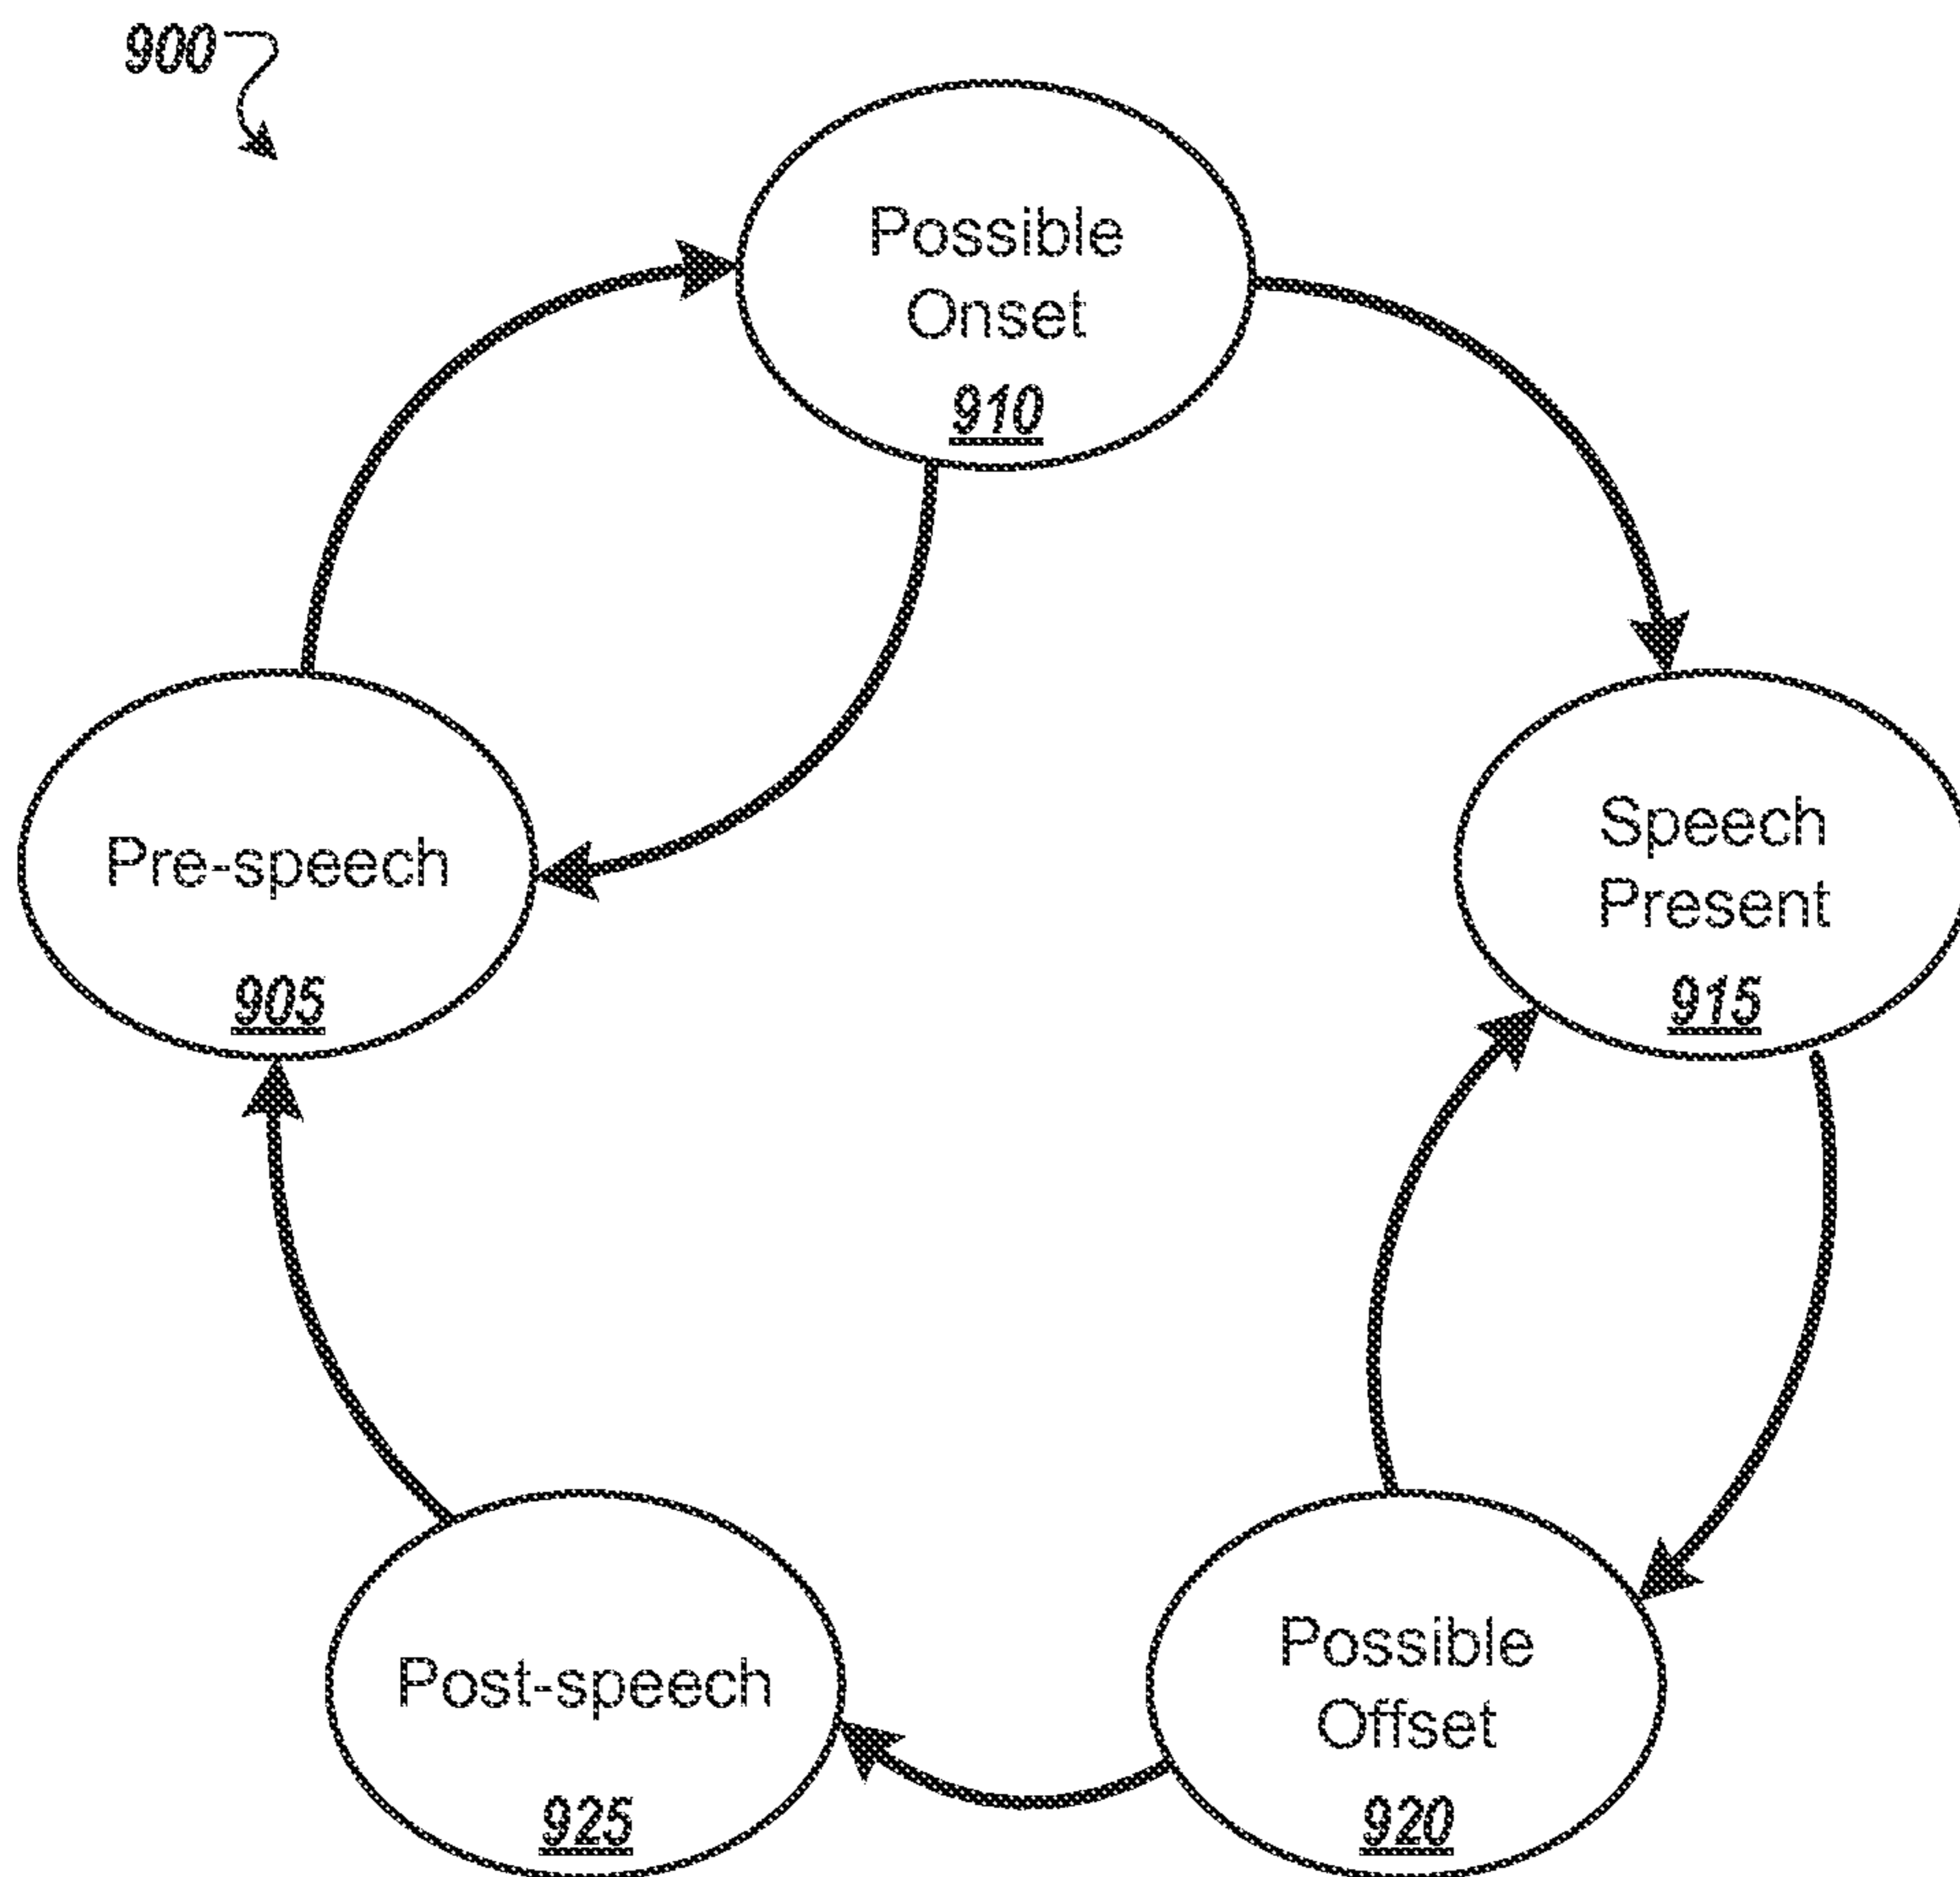 900
Possible
Onset
910
Pre-speech
905
Speech
Present
915
Post-speech
925
Possible
Offset
920